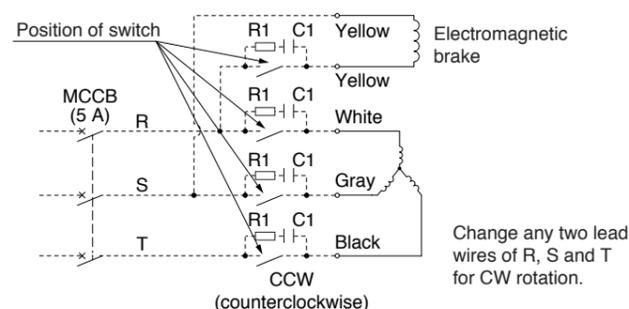 R1 C1 Yellow
Position of switch
Electromagnetic
brake
Yellow
MCCB
(5 A)
R1 C1
R
White
R1 C1
S
Gray
R1 C1
T
Black
Change any two lead
wires of R, S and T
for CW rotation.
CCW
(counterclockwise)